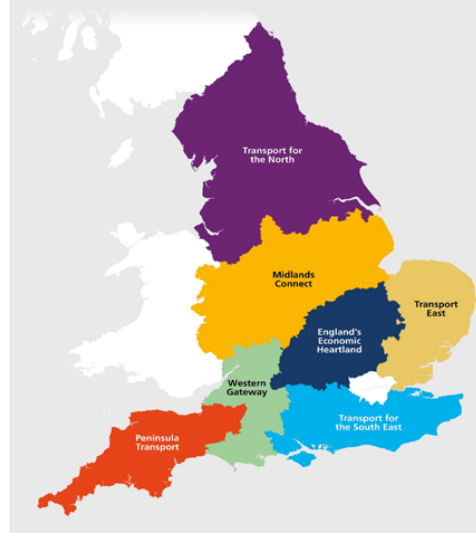 Transport for
the North
Midlands
Connect
Transport
East
England's
Economic
Heartland
Western
Gateway
Transport for
the South East
Peninsula
Transport